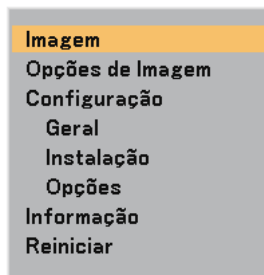 Imagem
Opções de Imagem
Configuração
Geral
Instalação
Opções
Informação
Reiniciar